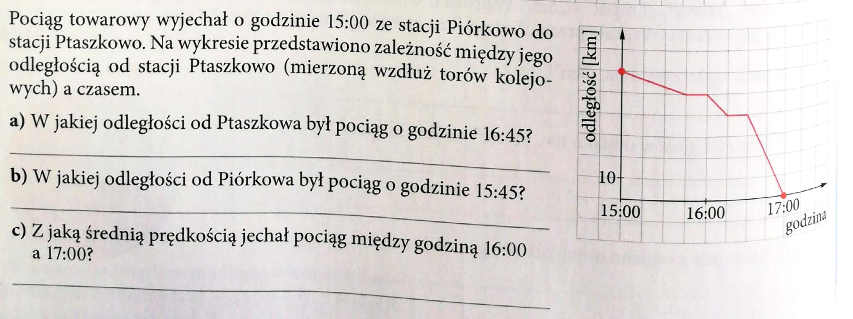 Pociąg towarowy wyjechał o godzinie 15:00 ze stacji Piórkowo do
stacji Ptaszkowo. Na wykresie przedstawiono zależność między jego
odległością od stacji Ptaszkowo (mierzoną wzdłuż torów kolejo-
wych) a czasem.
a) W jakiej odległości od Ptaszkowa był pociąg o godzinie 16:45?
b) W jakiej odległości od Piórkowa był pociąg o godzinie 15:45?
c) Z jaką średnią prędkością jechał pociąg między godziną 16:00
a 17:00?
odległość [km]
10
15:00 16:00 17:00
godzina